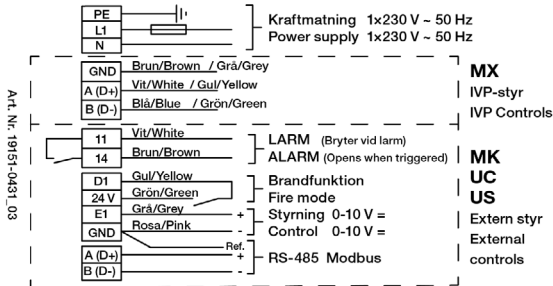 PE
L1
N
Kraftmatning 1×230 V ~ 50 Hz
Power supply 1×230 V ~ 50 Hz
GND Brun/Brown / Grå/Grey
A (D+) Vit/White / Gul/Yellow
B (D-) Blå/Blue / Grön/Green
MX
IVP-styr
IVP Controls
Art. Nr. 19151-0431_03
11 Vit/White
14 Brun/Brown
LARM (Bryter vid larm)
ALARM (Opens when triggered)
D1 Gul/Yellow
24 V Grön/Green
Brandfunktion
Fire mode
E1 Grå/Grey +
GND Rosa/Pink -
Styrning 0-10 V =
Control 0-10 V =
Ref.
A (D+) +
B (D-) -
RS-485 Modbus
MK
UC
US
Extern styr
External
controls